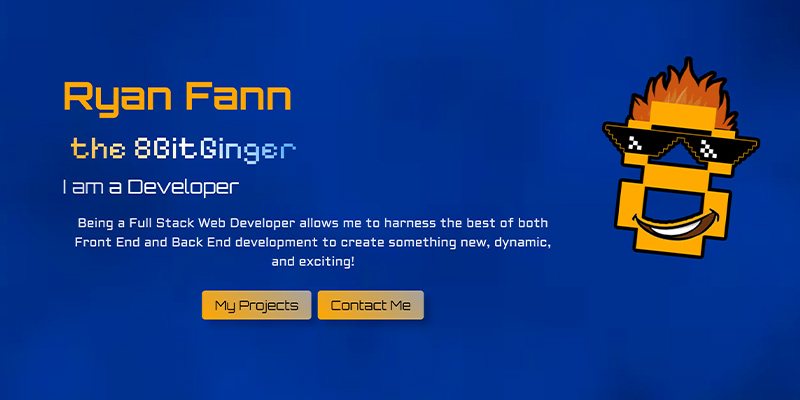 Ryan Fann
the 8BitGinger
I am a Developer
Being a Full Stack Web Developer allows me to harness the best of both
Front End and Back End development to create something new, dynamic,
and exciting!
My Projects Contact Me